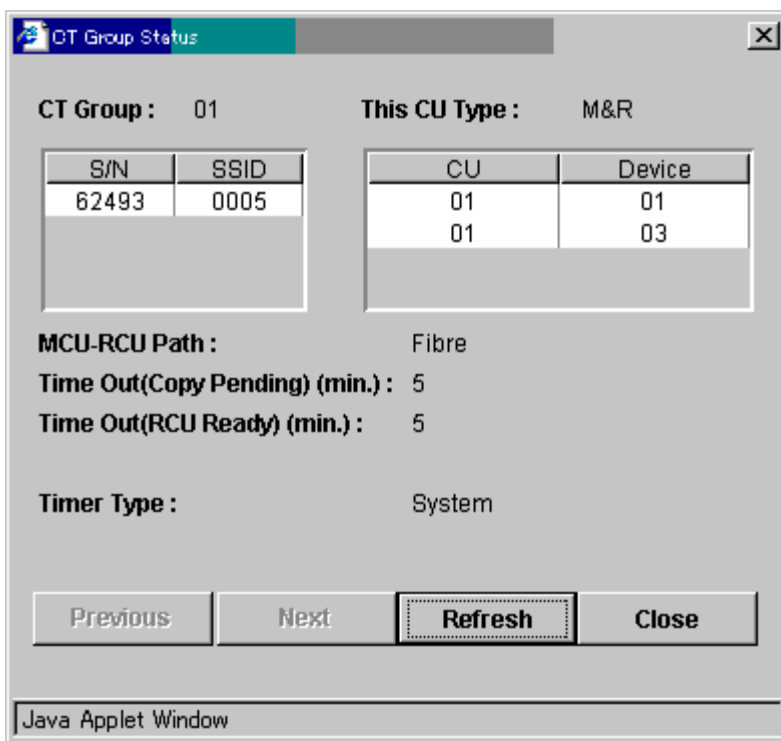 CT Group Status
CT Group : 01 This CU Type : M&R
S/N SSID CU Device
62493 0005 01 01
01 03
MCU-RCU Path : Fibre
Time Out(Copy Pending) (min.) : 5
Time Out(RCU Ready) (min.) : 5
Timer Type : System
Previous Next Refresh Close
Java Applet Window